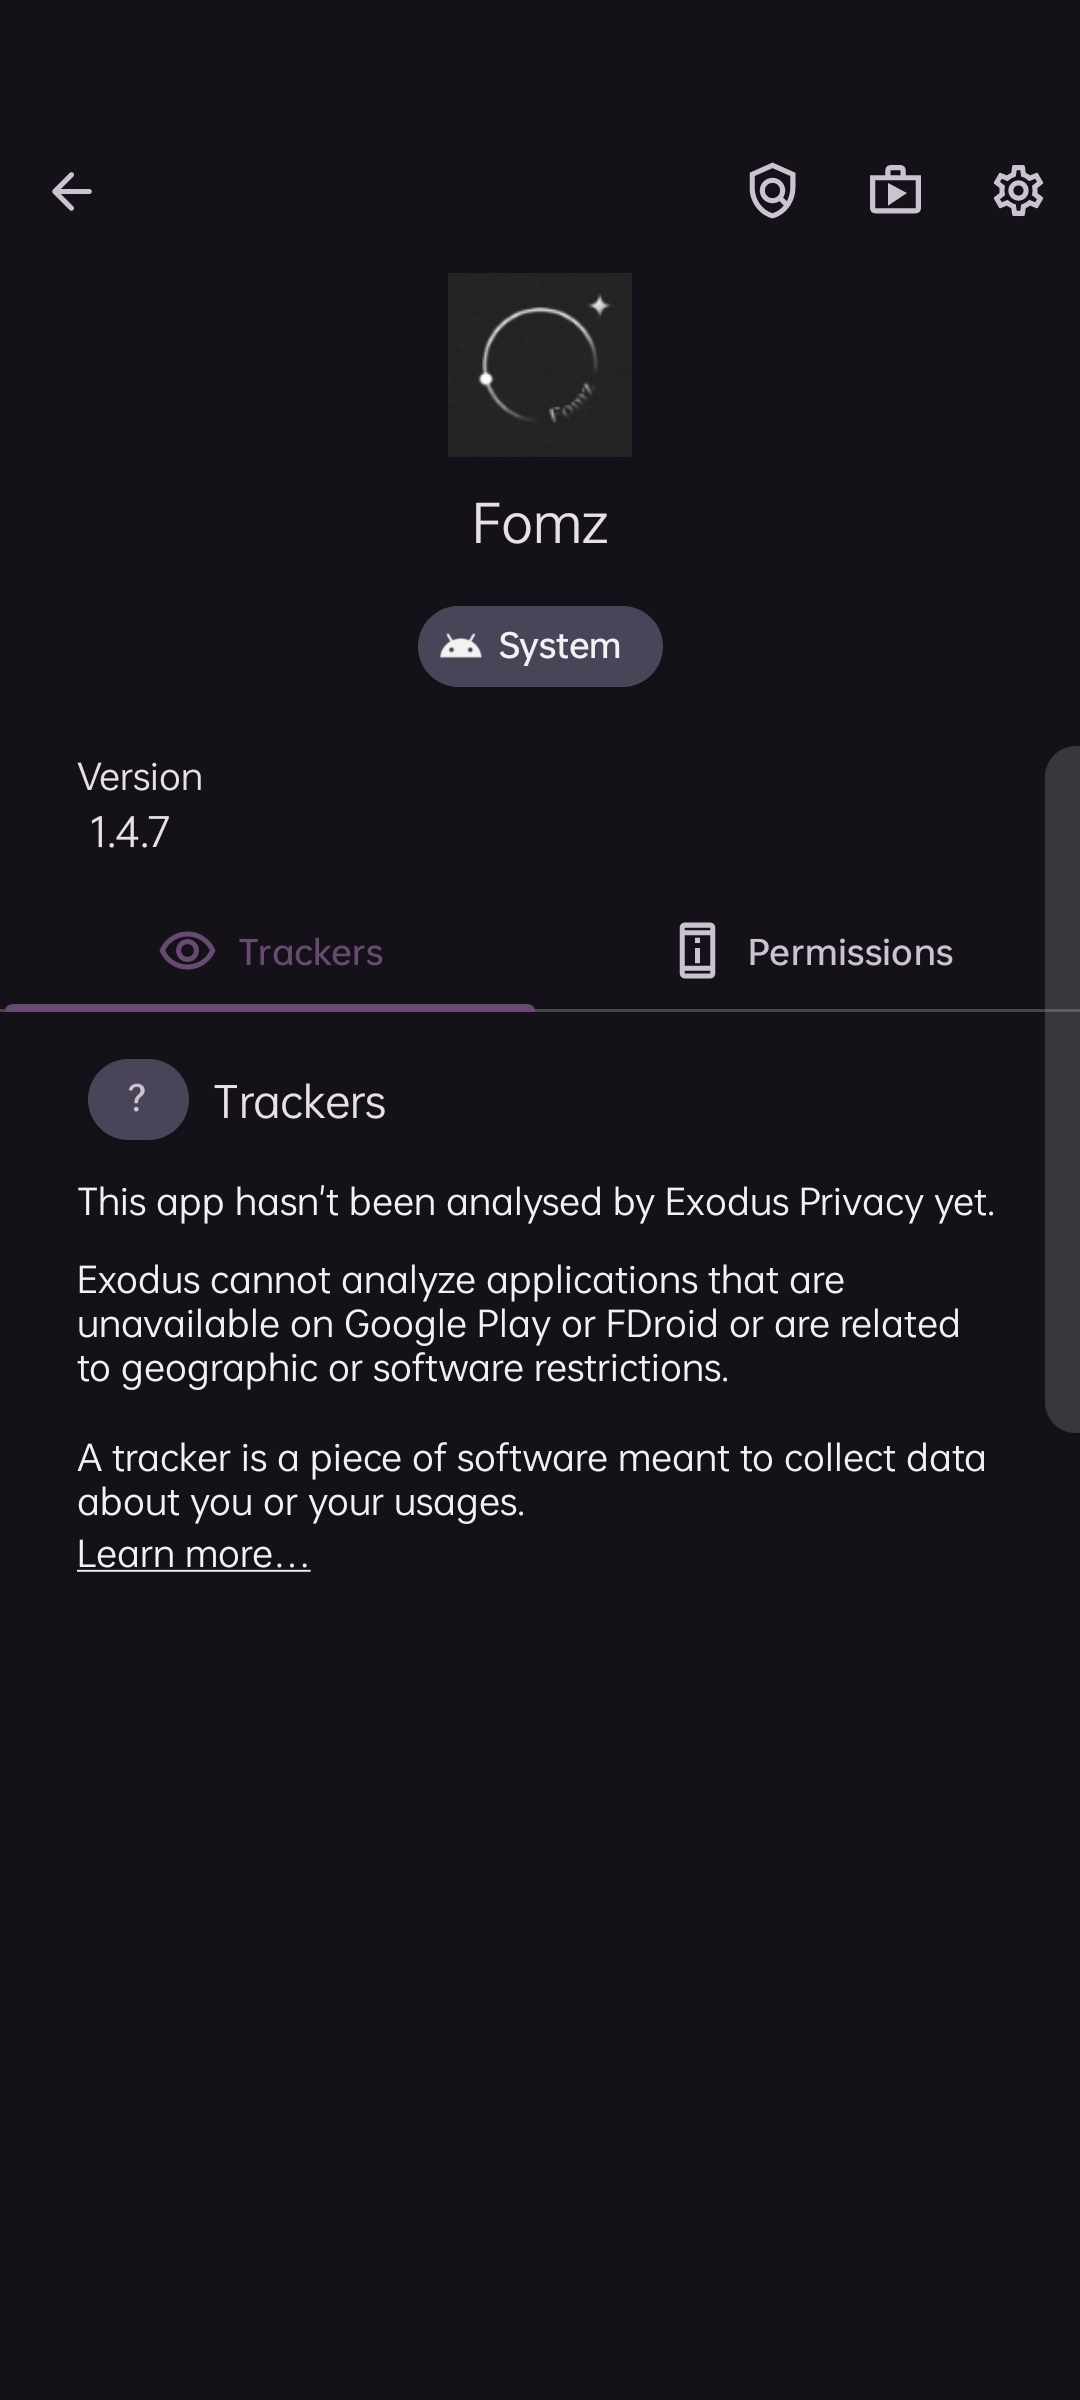 Fomz
Fomz
System
Version
1.4.7
Trackers
Permissions
?
Trackers
This app hasn't been analysed by Exodus Privacy yet.
Exodus cannot analyze applications that are
unavailable on Google Play or FDroid or are related
to geographic or software restrictions.
A tracker is a piece of software meant to collect data
about you or your usages.
Learn more...